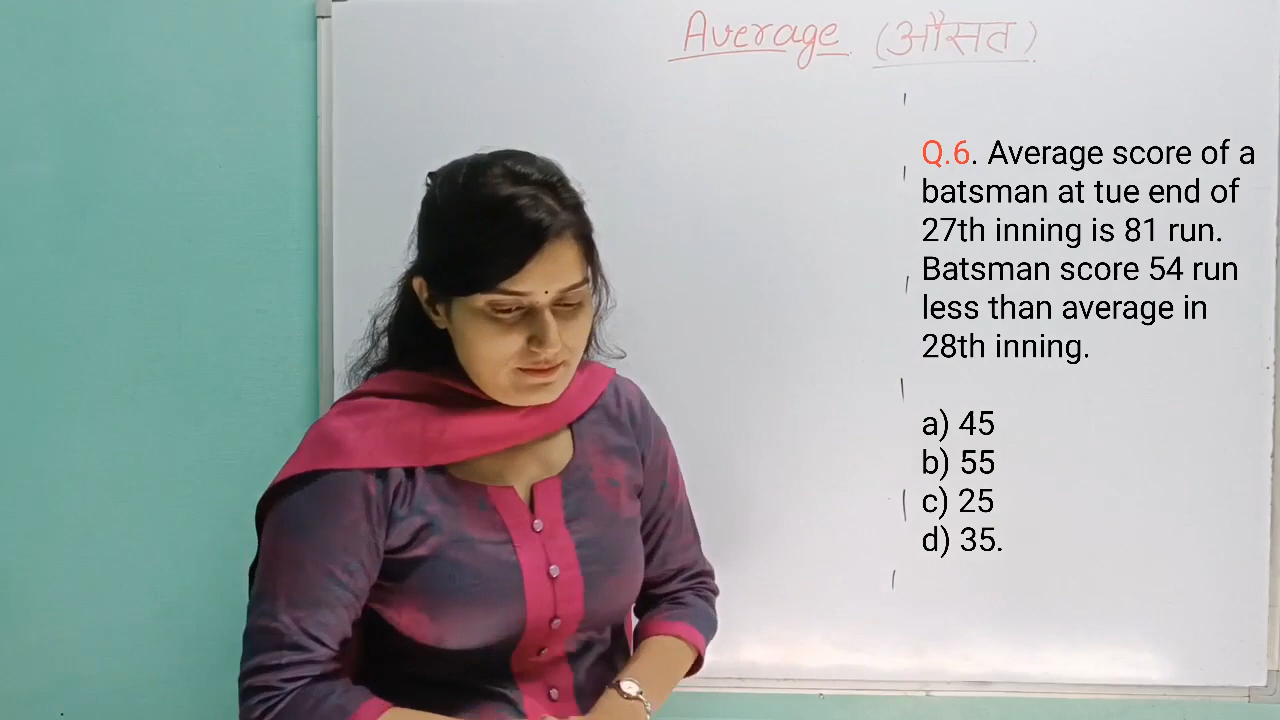 Average (औसत)
Q.6. Average score of a
batsman at tue end of
27th inning is 81 run.
Batsman score 54 run
less than average in
28th inning.
a) 45
b) 55
c) 25
d) 35.